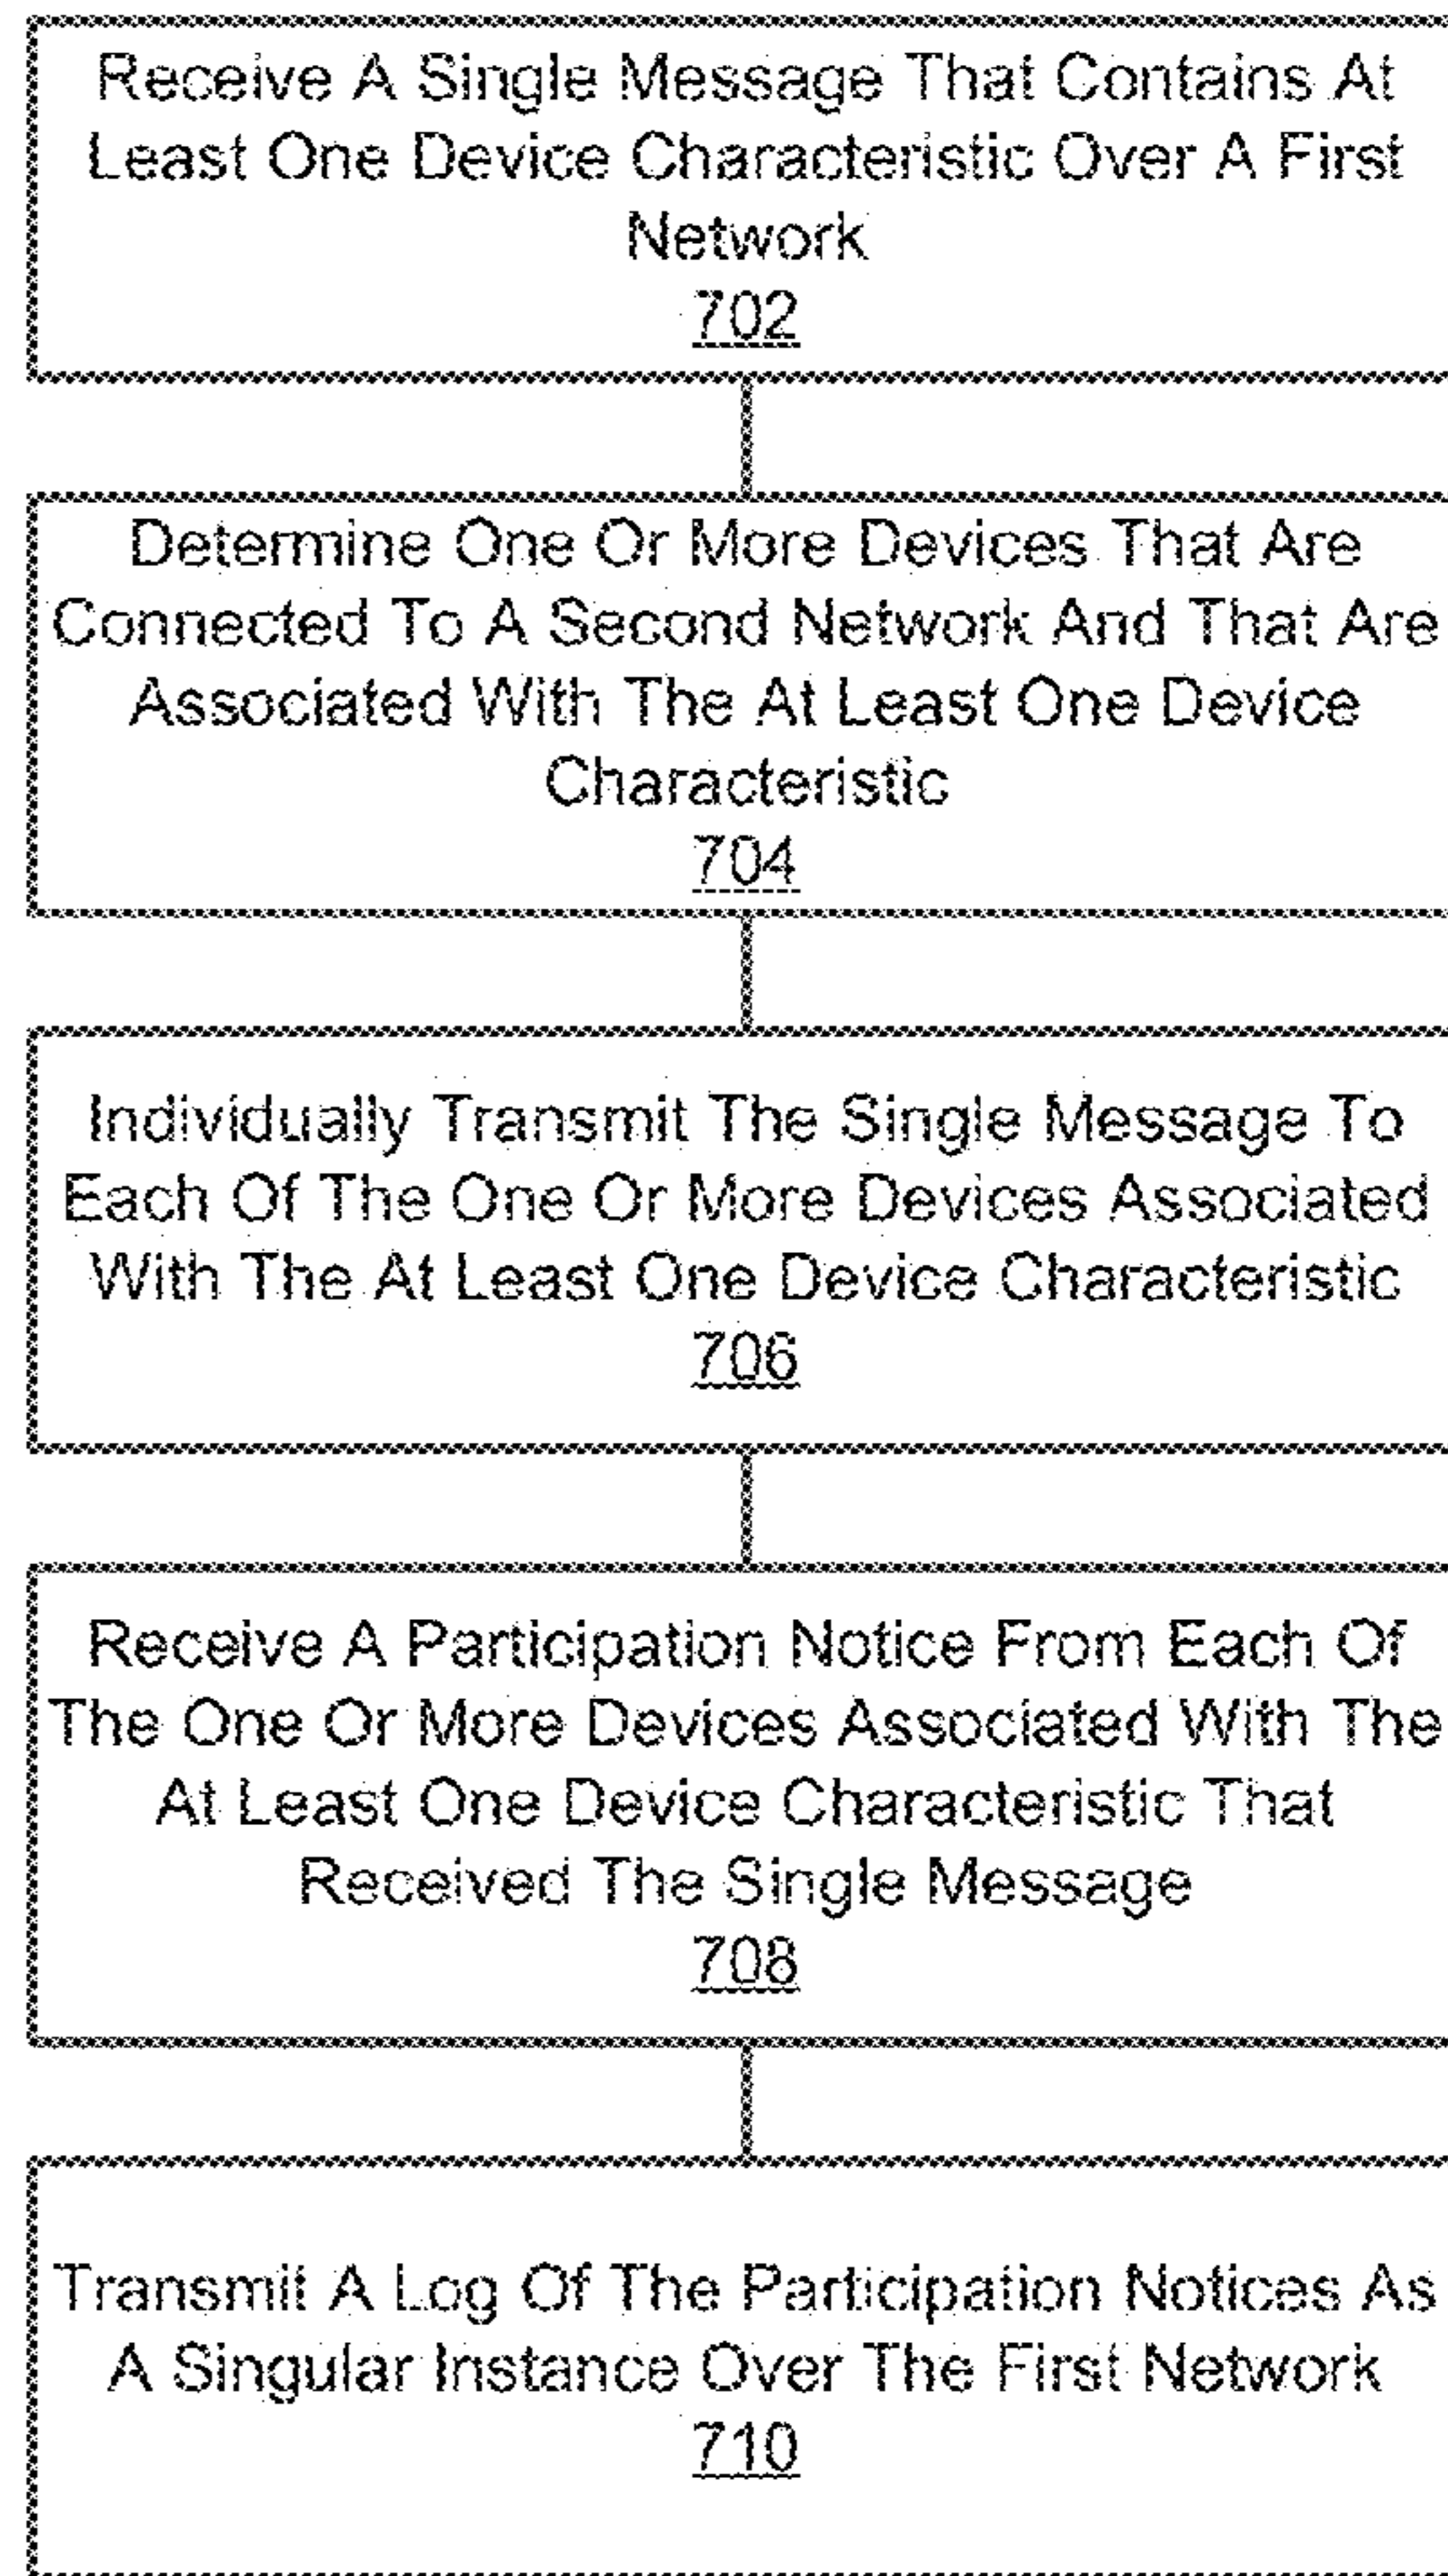 Receive A Single Message That Contains At
Least One Device Characteristic Over A First
Network
702
Determine One Or More Devices That Are
Connected To A Second Network And That Are
Associated With The At Least One Device
Characteristic
704
Individually Transmit The Single Message To
Each Of The One Or More Devices Associated
With The At Least One Device Characteristic
706
Receive A Participation Notice From Each Of
The One Or More Devices Associated With The
At Least One Device Characteristic That
Received The Single Message
708
Transmit A Log Of The Participation Notices As
A Singular Instance Over The First Network
710